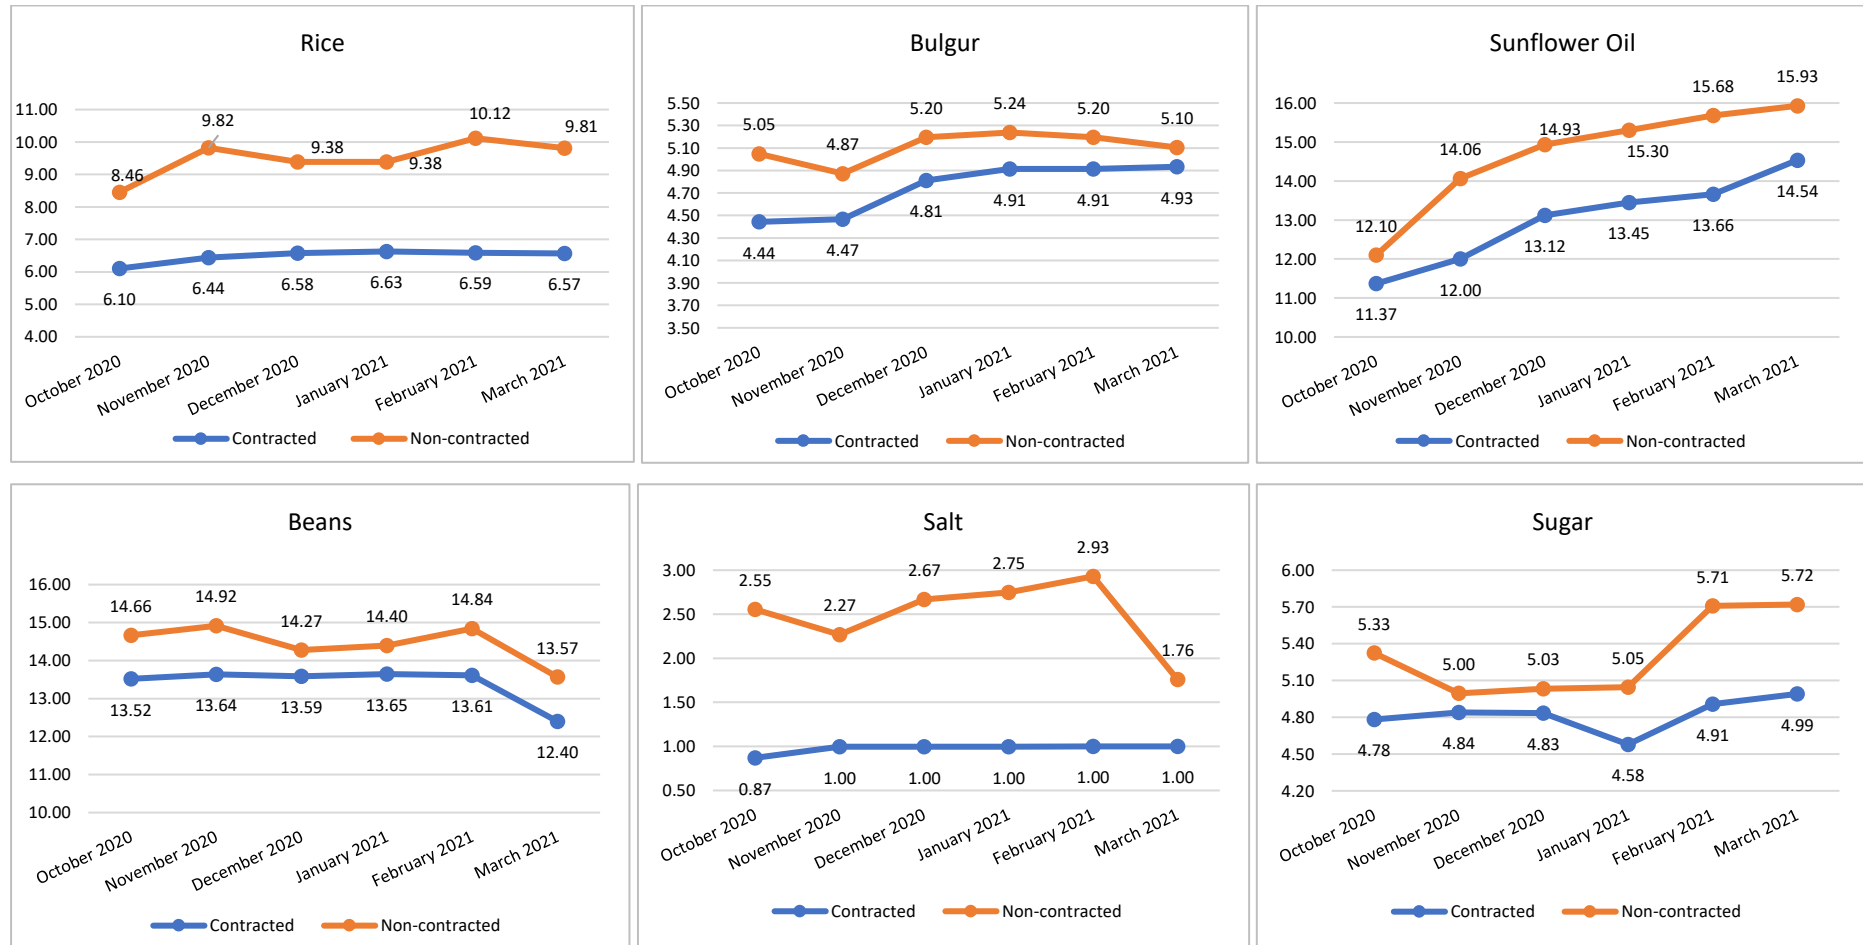 Rice
11.00
10.00
9.00
8.00
7.00
6.00
5.00
4.00
8.46
9.82
9.38
9.38
10.12
9.81
6.10
6.44
6.58
6.63
6.59
6.57
October 2020
November 2020
December 2020
January 2021
February 2021
March 2021
Contracted
Non-contracted
Bulgur
5.50
5.30
5.10
4.90
4.70
4.50
4.30
4.10
3.90
3.70
3.50
5.05
4.87
5.20
5.24
5.20
5.10
4.44
4.47
4.81
4.91
4.91
4.93
October 2020
November 2020
December 2020
January 2021
February 2021
March 2021
Contracted
Non-contracted
Sunflower Oil
16.00
15.00
14.00
13.00
12.00
11.00
10.00
12.10
14.06
14.93
15.30
15.68
15.93
11.37
12.00
13.12
13.45
13.66
14.54
October 2020
November 2020
December 2020
January 2021
February 2021
March 2021
Contracted
Non-contracted
Beans
16.00
15.00
14.00
13.00
12.00
11.00
10.00
14.66
14.92
14.27
14.40
14.84
13.57
13.52
13.64
13.59
13.65
13.61
12.40
October 2020
November 2020
December 2020
January 2021
February 2021
March 2021
Contracted
Non-contracted
Salt
3.00
2.50
2.00
1.50
1.00
0.50
2.55
2.27
2.67
2.75
2.93
1.76
0.87
1.00
1.00
1.00
1.00
1.00
October 2020
November 2020
December 2020
January 2021
February 2021
March 2021
Contracted
Non-contracted
Sugar
6.00
5.70
5.40
5.10
4.80
4.50
4.20
5.33
5.00
5.03
5.05
5.71
5.72
4.78
4.84
4.83
4.58
4.91
4.99
October 2020
November 2020
December 2020
January 2021
February 2021
March 2021
Contracted
Non-contracted